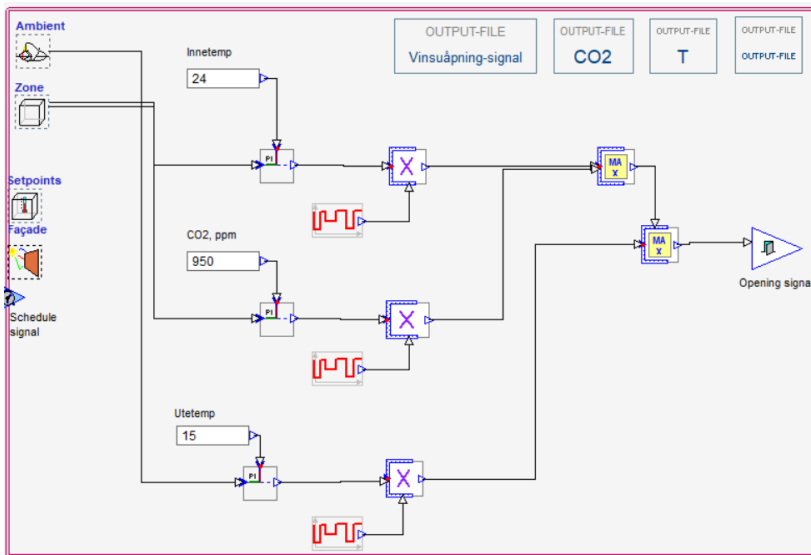 Ambient
OUTPUT-FILE
Vinsuåpning-signal
OUTPUT-FILE
CO2
OUTPUT-FILE
T
OUTPUT-FILE
OUTPUT-FILE
Innetemp
24
Zone
PI
X
MA
X
Setpoints
Façade
CO2, ppm
950
MA
X
Opening signal
Schedule
signal
PI
X
Utetemp
15
PI
X